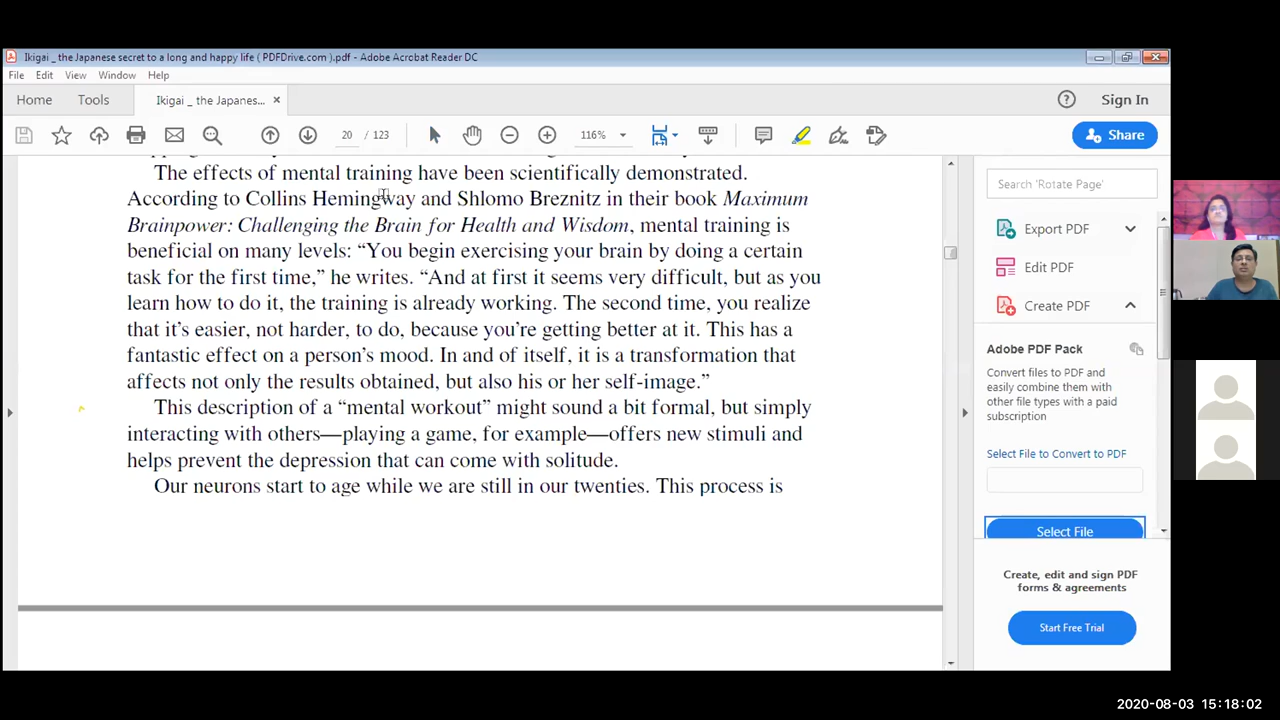 Ikigai _ the Japanese secret to a long and happy life ( PDFDrive.com ).pdf - Adobe Acrobat Reader DC
File Edit View Window Help
Home Tools Ikigai _ the Japanes... × Sign In
20 / 123 116% Share
The effects of mental training have been scientifically demonstrated.
According to Collins Hemingway and Shlomo Breznitz in their book Maximum
Brainpower: Challenging the Brain for Health and Wisdom, mental training is
beneficial on many levels: “You begin exercising your brain by doing a certain
task for the first time,” he writes. “And at first it seems very difficult, but as you
learn how to do it, the training is already working. The second time, you realize
that it’s easier, not harder, to do, because you’re getting better at it. This has a
fantastic effect on a person’s mood. In and of itself, it is a transformation that
affects not only the results obtained, but also his or her self-image.”
This description of a “mental workout” might sound a bit formal, but simply
interacting with others—playing a game, for example—offers new stimuli and
helps prevent the depression that can come with solitude.
Our neurons start to age while we are still in our twenties. This process is
Search 'Rotate Page'
Export PDF
Edit PDF
Create PDF
Adobe PDF Pack
Convert files to PDF and
easily combine them with
other file types with a paid
subscription
Select File to Convert to PDF
Select File
Create, edit and sign PDF
forms & agreements
Start Free Trial
2020-08-03 15:18:02